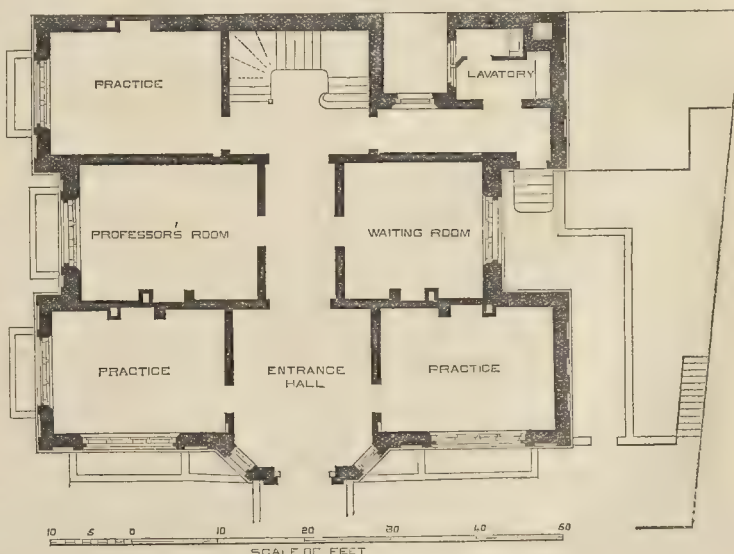 PRACTICE
LAVATORY
PROFESSOR'S ROOM
WAITING ROOM
PRACTICE
ENTRANCE
HALL
PRACTICE
10 5 0 10 20 30 40 50
SCALE OF FEET